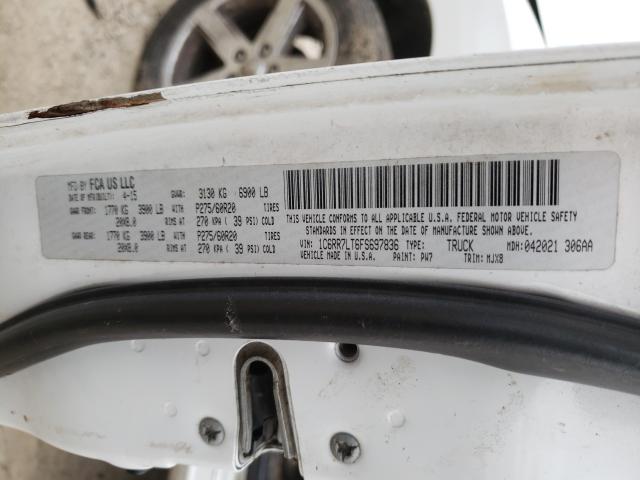 MFD BY FCA US LLC
DATE OF MFR(BUILT): 4-15 GVWR: 3130 KG 6900 LB
GAWR FRONT: 1770 KG 3900 LB WITH P275/60R20 TIRES
20X8.0 RIMS AT 270 KPA ( 39 PSI) COLD
GAWR REAR: 1770 KG 3900 LB WITH P275/60R20 TIRES
20X8.0 RIMS AT 270 KPA ( 39 PSI) COLD
THIS VEHICLE CONFORMS TO ALL APPLICABLE U.S.A. FEDERAL MOTOR VEHICLE SAFETY
STANDARDS IN EFFECT ON THE DATE OF MANUFACTURE SHOWN ABOVE.
VIN: 1C6RR7LT6FS697836 TYPE: TRUCK MDH: 042021 306AA
VEHICLE MADE IN U.S.A. PAINT: PW7 TRIM: MJX8